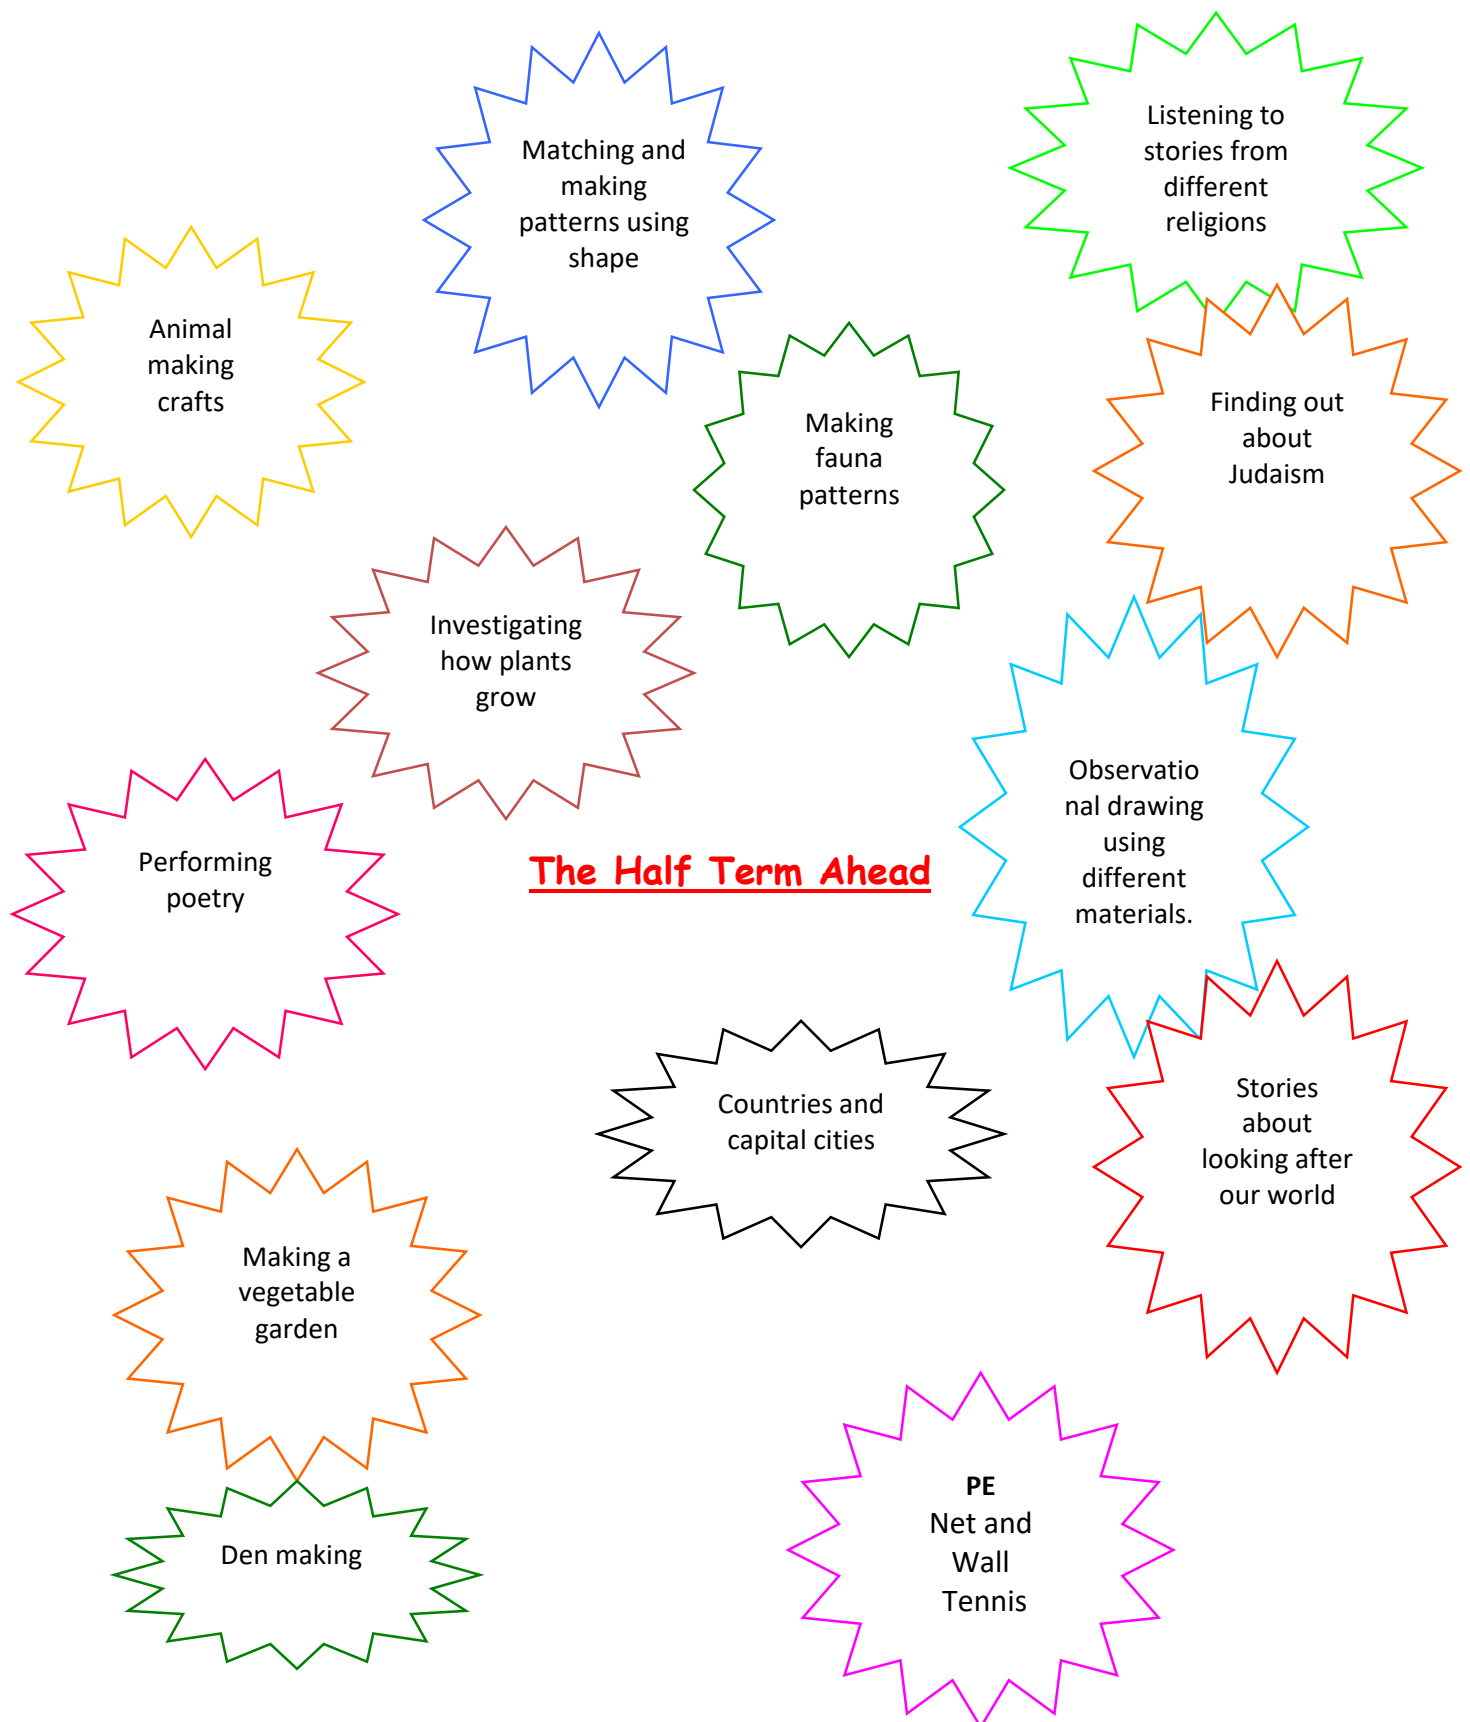 Matching and
making
patterns using
shape
Listening to
stories from
different
religions
Animal
making
crafts
Making
fauna
patterns
Finding out
about
Judaism
Investigating
how plants
grow
Observatio
nal drawing
using
different
materials.
Performing
poetry
The Half Term Ahead
Countries and
capital cities
Stories
about
looking after
our world
Making a
vegetable
garden
Den making
PE
Net and
Wall
Tennis